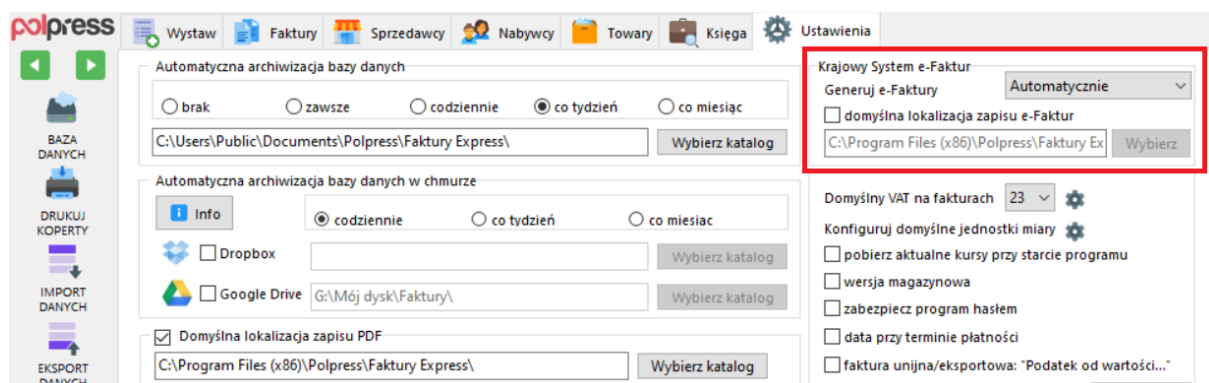 polpress
Wystaw Faktury Sprzedawcy Nabywcy Towary Księga Ustawienia
BAZA
DANYCH
DRUKUJ
KOPERTY
IMPORT
DANYCH
EKSPORT
DANYCH
Automatyczna archiwizacja bazy danych
brak zawsze codziennie co tydzień co miesiąc
C:\Users\Public\Documents\Polpress\Faktury Express\ Wybierz katalog
Automatyczna archiwizacja bazy danych w chmurze
Info codziennie co tydzień co miesiac
Dropbox Wybierz katalog
Google Drive G:\Mój dysk\Faktury\ Wybierz katalog
Domyślna lokalizacja zapisu PDF
C:\Program Files (x86)\Polpress\Faktury Express\ Wybierz katalog
Krajowy System e-Faktur
Generuj e-Faktury Automatycznie
domyślna lokalizacja zapisu e-Faktur
C:\Program Files (x86)\Polpress\Faktury Ex Wybierz
Domyślny VAT na fakturach 23
Konfiguruj domyślne jednostki miary
pobierz aktualne kursy przy starcie programu
wersja magazynowa
zabezpiecz program hasłem
data przy terminie płatności
faktura unijna/eksportowa: "Podatek od wartości..."